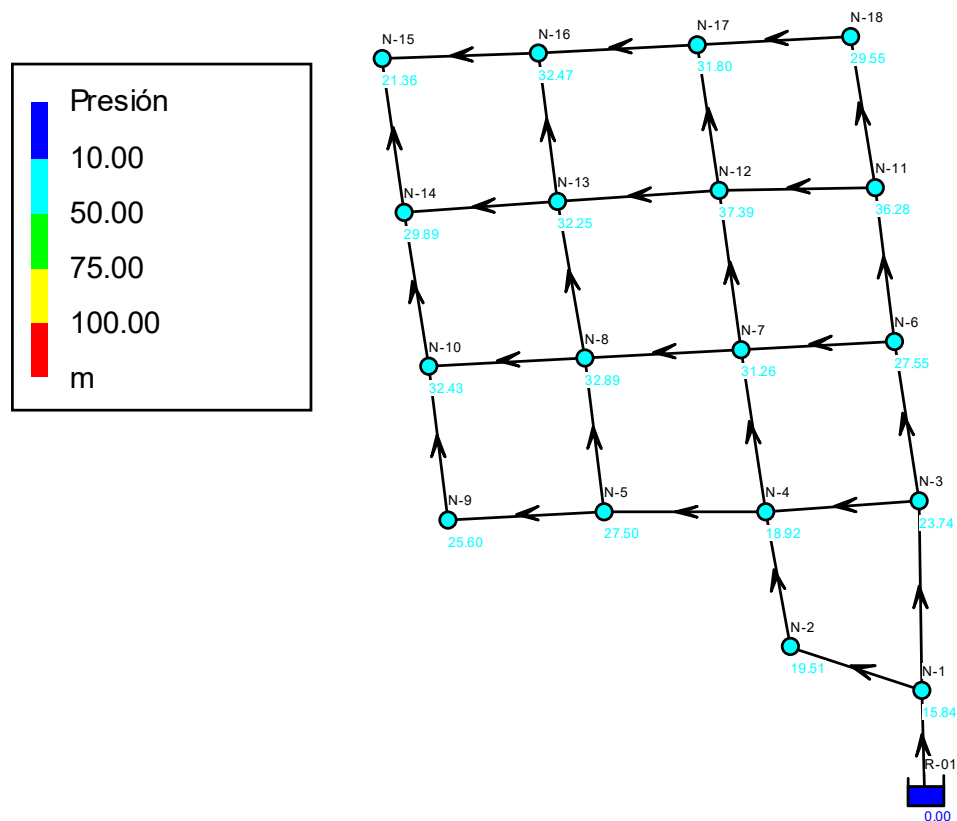 Presión
10.00
50.00
75.00
100.00
m
N-15
21.36
N-16
32.47
N-17
31.80
N-18
29.55
N-14
29.89
N-13
32.25
N-12
37.39
N-11
36.28
N-10
32.43
N-8
32.89
N-7
31.26
N-6
27.55
N-9
25.60
N-5
27.50
N-4
18.92
N-3
23.74
N-2
19.51
N-1
15.84
R-01
0.00